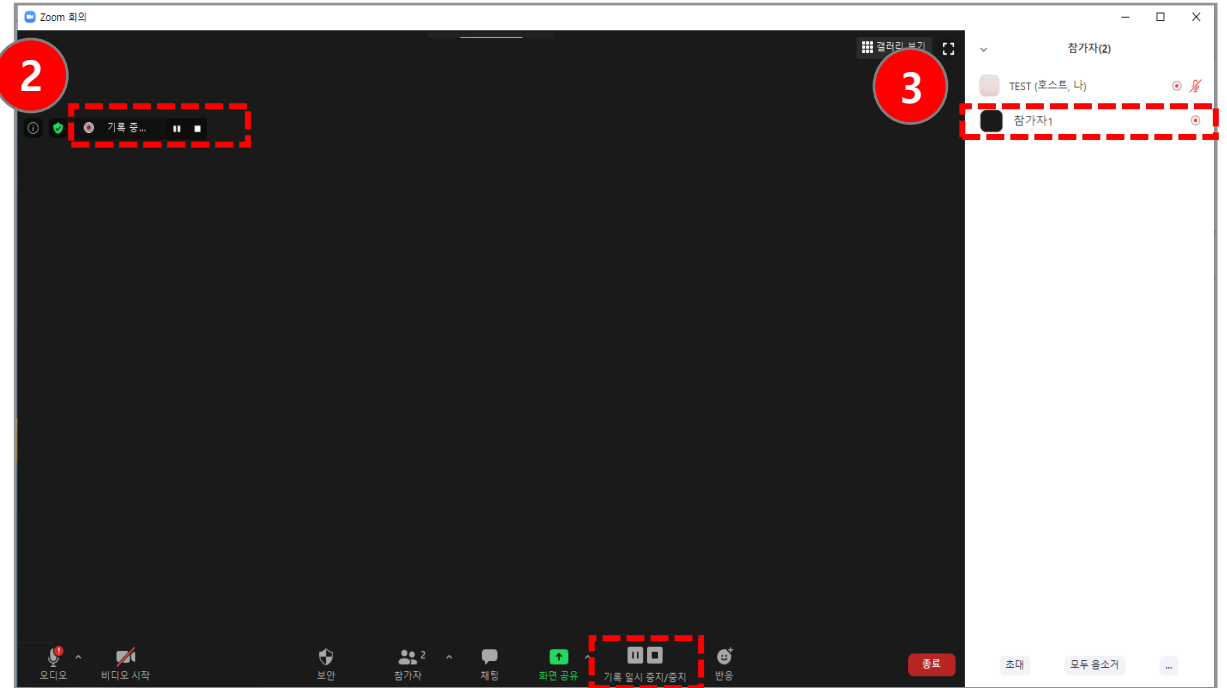 Zoom 회의
갤러리 보기
참가자(2)
2
3
TEST (호스트, 나)
참가자1
기록 중...
오디오
비디오 시작
보안
2
참가자
채팅
화면 공유
기록 일시 중지/중지
반응
종료
초대
모두 음소거
...